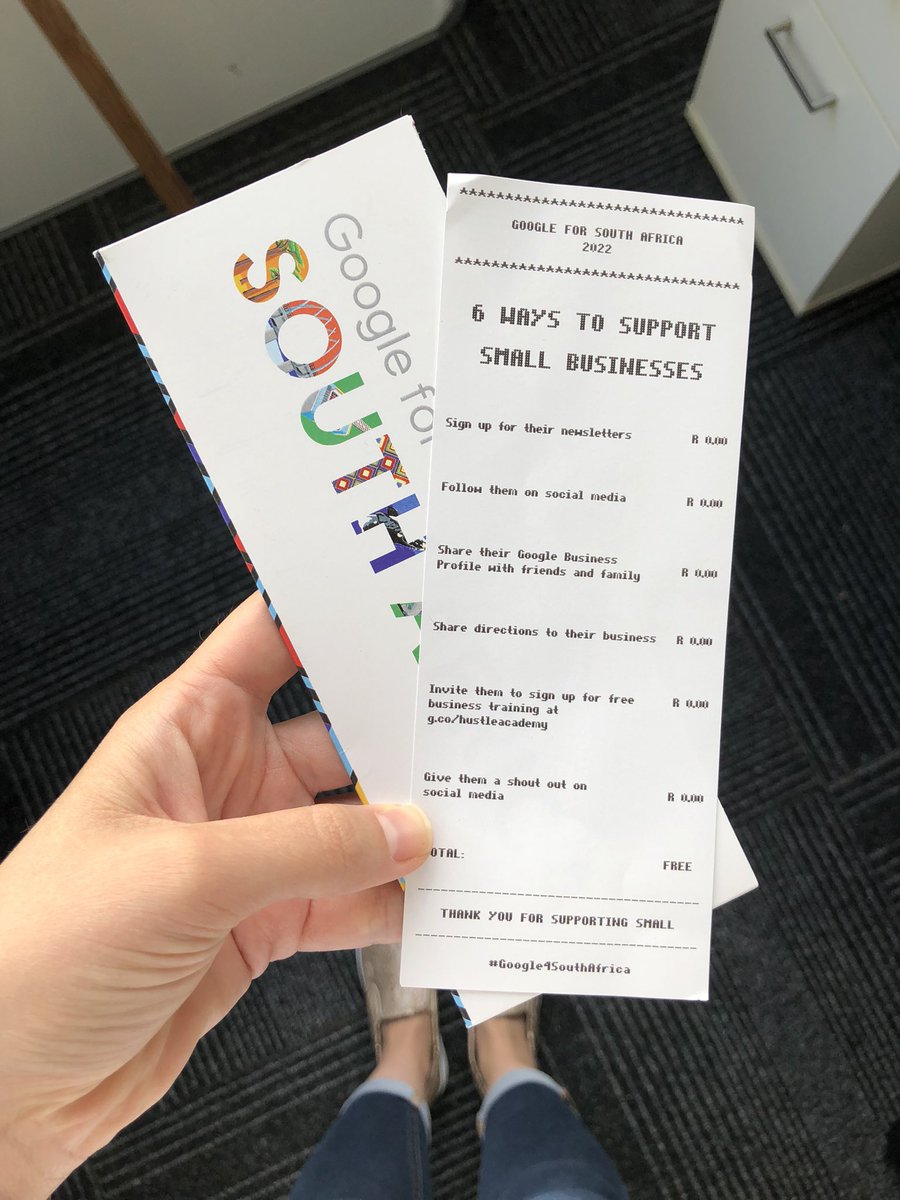 Google for
SOUTH
************************************
GOOGLE FOR SOUTH AFRICA
2022
************************************
6 WAYS TO SUPPORT
SMALL BUSINESSES
Sign up for their newsletters R 0.00
Follow them on social media R 0.00
Share their Google Business
Profile with friends and family R 0.00
Share directions to their business R 0.00
Invite them to sign up for free R 0.00
business training at
g.co/hustleacademy
Give them a shout out on
social media R 0.00
OTAL: FREE
THANK YOU FOR SUPPORTING SMALL
#Google4SouthAfrica